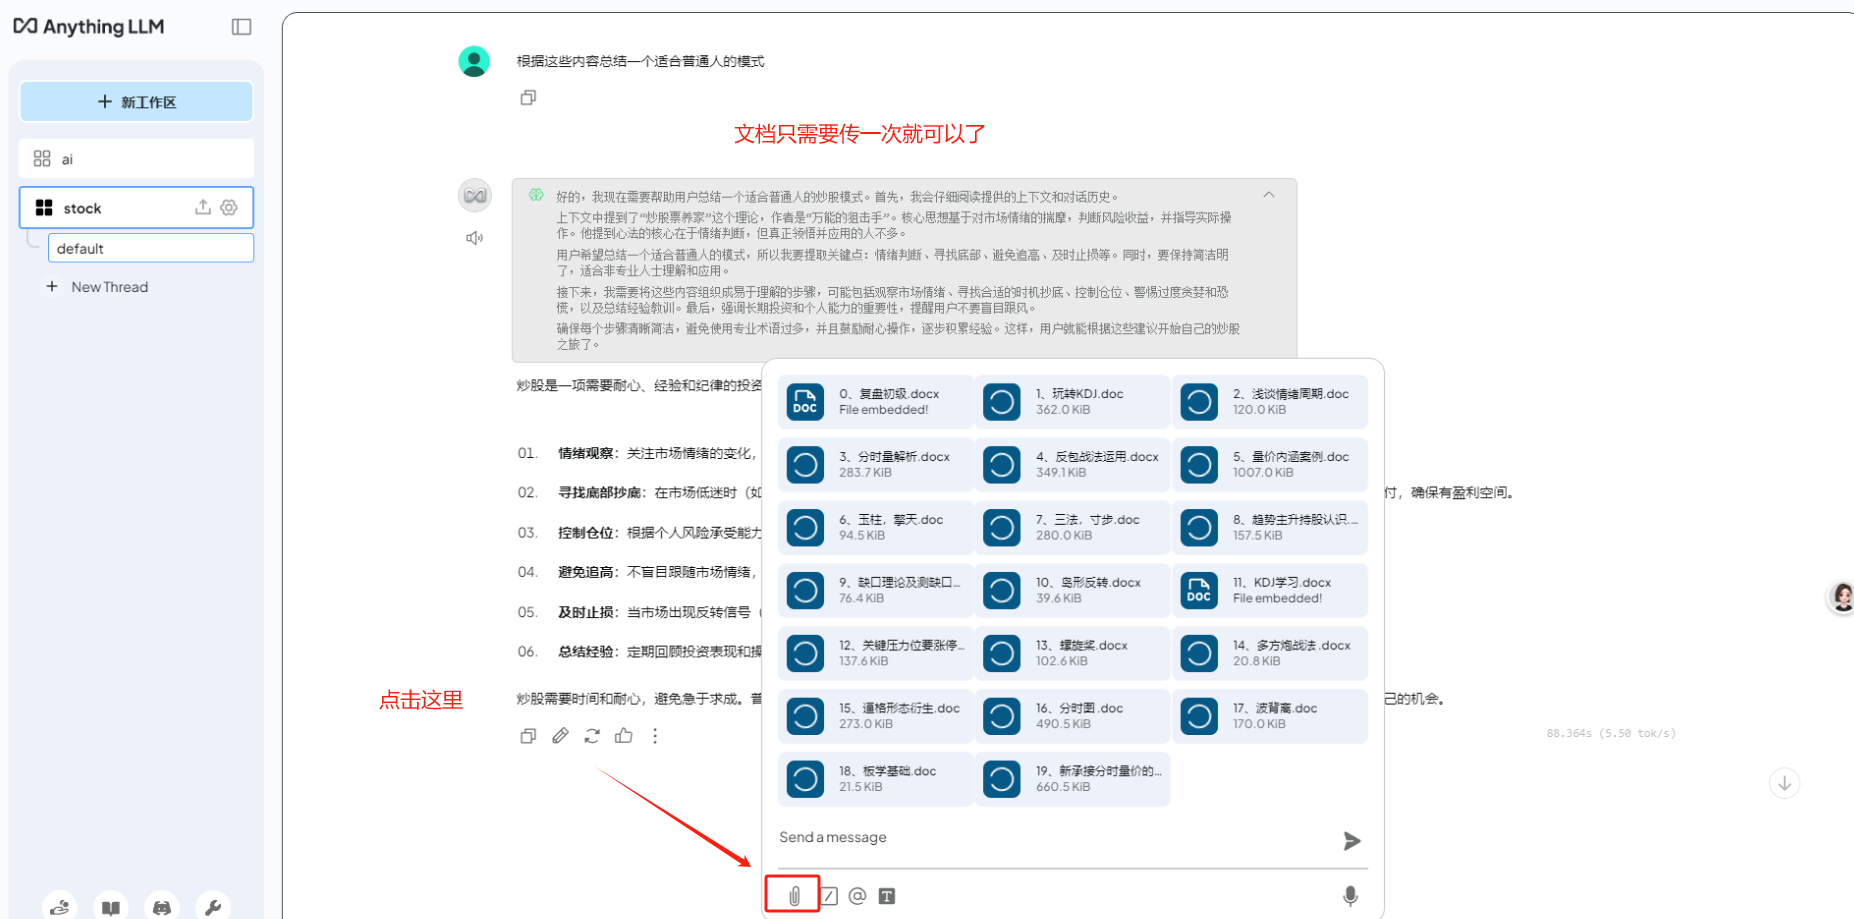 Anything LLM
新工作区
ai
stock
default
New Thread
根据这些内容总结一个适合普通人的模式
文档只需要传一次就可以了
好的，我现在需要帮助用户总结一个适合普通人的炒股模式。首先，我会仔细阅读提供的上下文和对话历史。
上下文中提到了“炒股票养家”这个理论，作者是“万能的狙击手”。核心思想基于对市场情绪的揣摩，判断风险收益，并指导实际操
作。他提到心法的核心在于情绪判断，但真正领悟并应用的人不多。
用户希望总结一个适合普通人的模式，所以我要提取关键点：情绪判断、寻找底部、避免追高、及时止损等。同时，要保持简洁明
了，适合非专业人士理解和应用。
接下来，我需要将这些内容组织成易于理解的步骤，可能包括观察市场情绪、寻找合适的时机抄底、控制仓位、警惕过度贪婪和恐
慌，以及总结经验教训。最后，强调长期投资和个人能力的重要性，提醒用户不要盲目跟风。
确保每个步骤清晰简洁，避免使用专业术语过多，并且鼓励耐心操作，逐步积累经验。这样，用户就能根据这些建议开始自己的炒股
之旅了。
炒股是一项需要耐心、经验和纪律的投资
01. 情绪观察：关注市场情绪的变化，
02. 寻找底部抄底：在市场低迷时（如
付，确保有盈利空间。
03. 控制仓位：根据个人风险承受能力
04. 避免追高：不盲目跟随市场情绪，
05. 及时止损：当市场出现反转信号（
06. 总结经验：定期回顾投资表现和操
点击这里
炒股需要时间和耐心，避免急于求成。普
己的机会。
88.364s (5.50 tok/s)
0、复盘初级.docx
File embedded!
1、玩转KDJ.doc
362.0 KiB
2、浅谈情绪周期.doc
120.0 KiB
3、分时量解析.docx
283.7 KiB
4、反包战法运用.docx
349.1 KiB
5、量价内涵案例.doc
1007.0 KiB
6、玉柱，擎天.doc
94.5 KiB
7、三法，寸步.doc
280.0 KiB
8、趋势主升持股认识....
157.5 KiB
9、缺口理论及测缺口...
76.4 KiB
10、岛形反转.docx
39.6 KiB
11、KDJ学习.docx
File embedded!
12、关键压力位要涨停...
137.6 KiB
13、螺旋桨.docx
102.6 KiB
14、多方炮战法 .docx
20.8 KiB
15、逼格形态衍生.doc
273.0 KiB
16、分时图 .doc
490.5 KiB
17、波背离.doc
170.0 KiB
18、板学基础.doc
21.5 KiB
19、新承接分时量价的...
660.5 KiB
Send a message